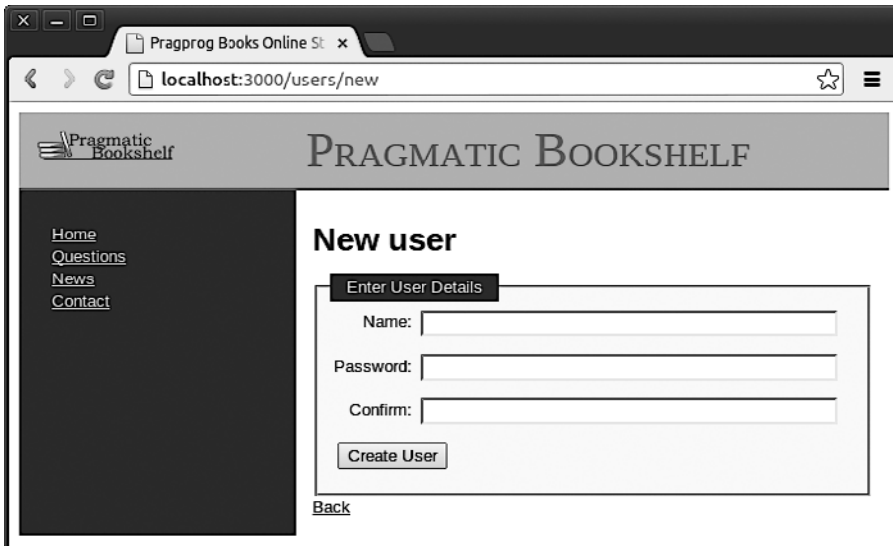 Pragprog Books Online St
localhost:3000/users/new
Pragmatic
Bookshelf
PRAGMATIC BOOKSHELF
Home
Questions
News
Contact
New user
Enter User Details
Name:
Password:
Confirm:
Create User
Back